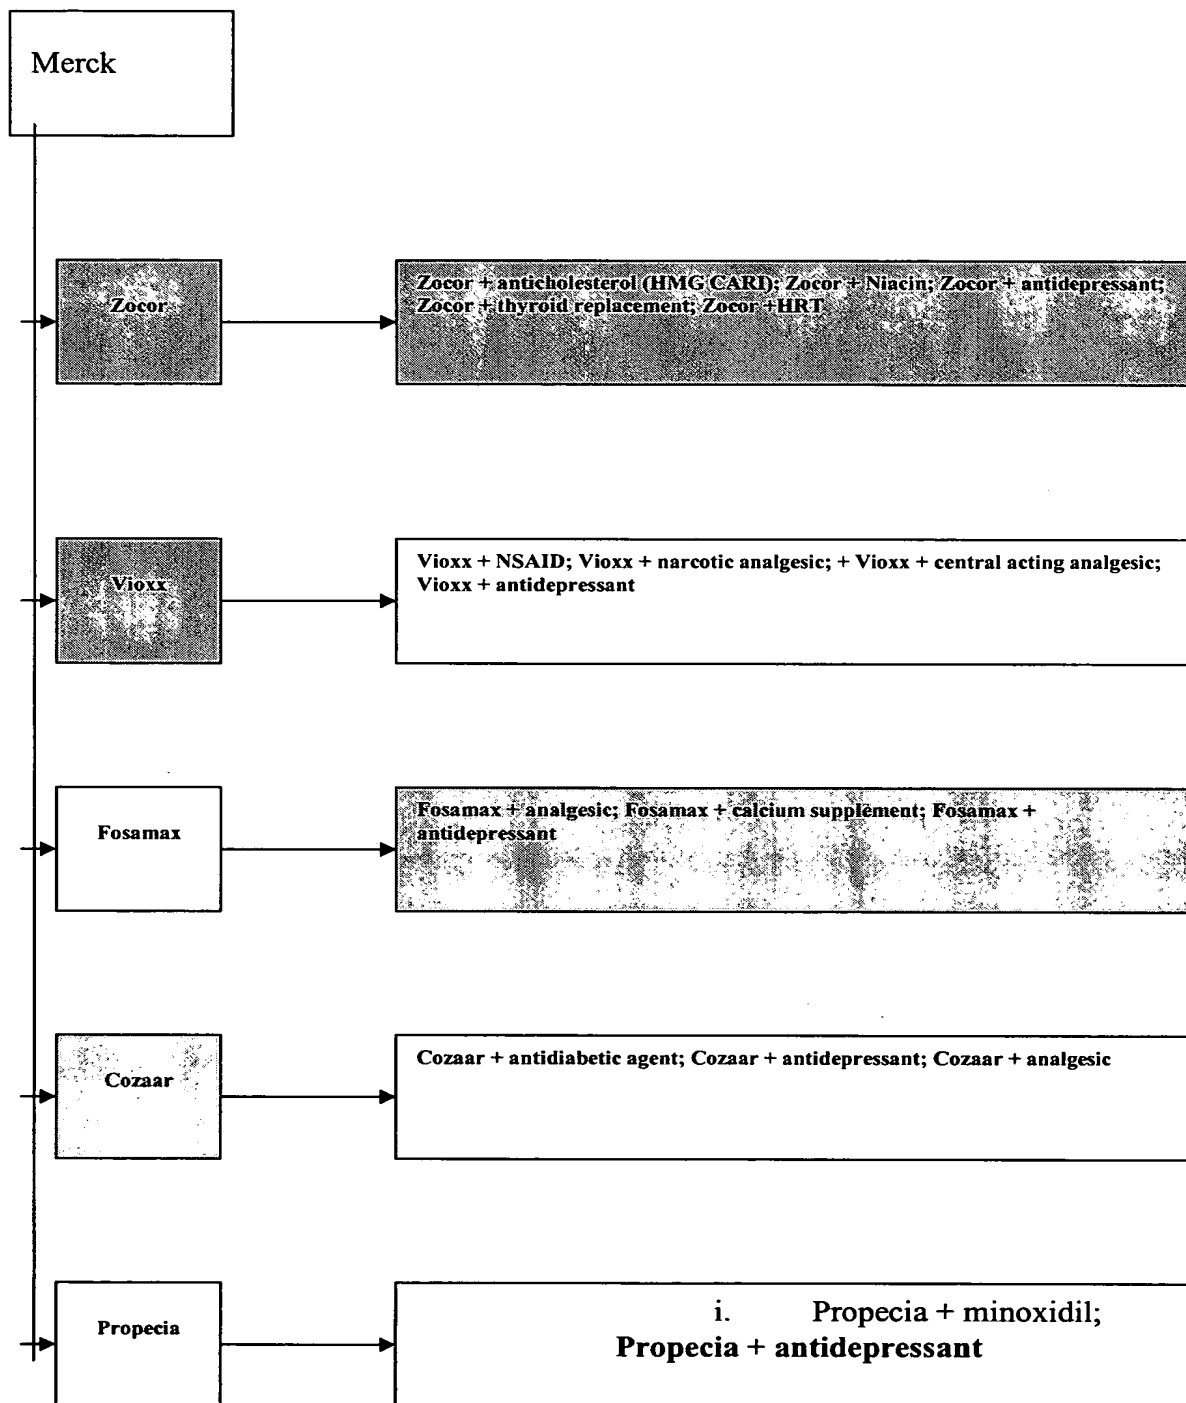 Merck
Zocor
Zocor + anticholesterol (HMG CARI); Zocor + Niacin; Zocor + antidepressant;
Zocor + thyroid replacement; Zocor +HRT
Vioxx
Vioxx + NSAID; Vioxx + narcotic analgesic; + Vioxx + central acting analgesic;
Vioxx + antidepressant
Fosamax
Fosamax + analgesic; Fosamax + calcium supplement; Fosamax +
antidepressant
Cozaar
Cozaar + antidiabetic agent; Cozaar + antidepressant; Cozaar + analgesic
Propecia
i. Propecia + minoxidil;
Propecia + antidepressant